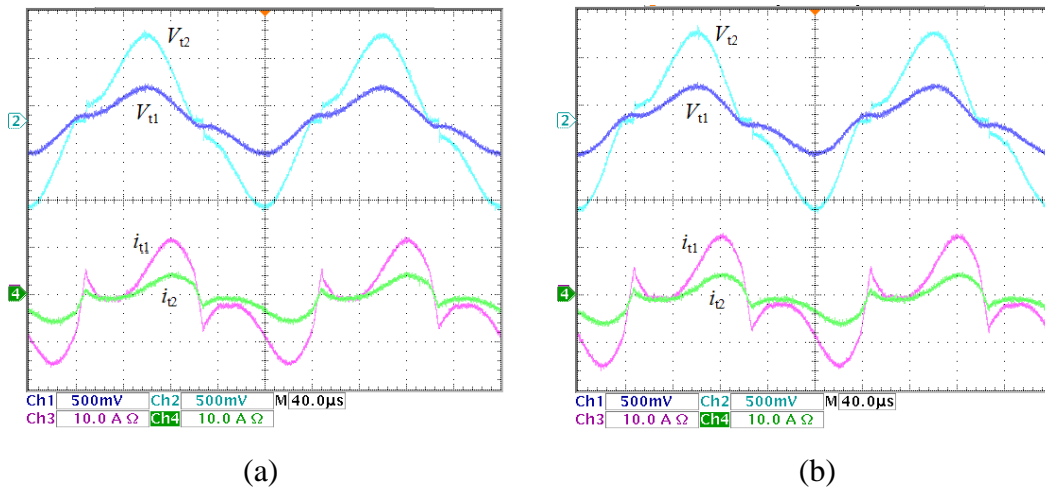 Vt2
Vt1
2
it1
it2
4
Ch1 500mV Ch2 500mV M 40.0µs
Ch3 10.0 A Ω Ch4 10.0 A Ω
(a)
Vt2
Vt1
2
it1
it2
4
Ch1 500mV Ch2 500mV M 40.0µs
Ch3 10.0 A Ω Ch4 10.0 A Ω
(b)